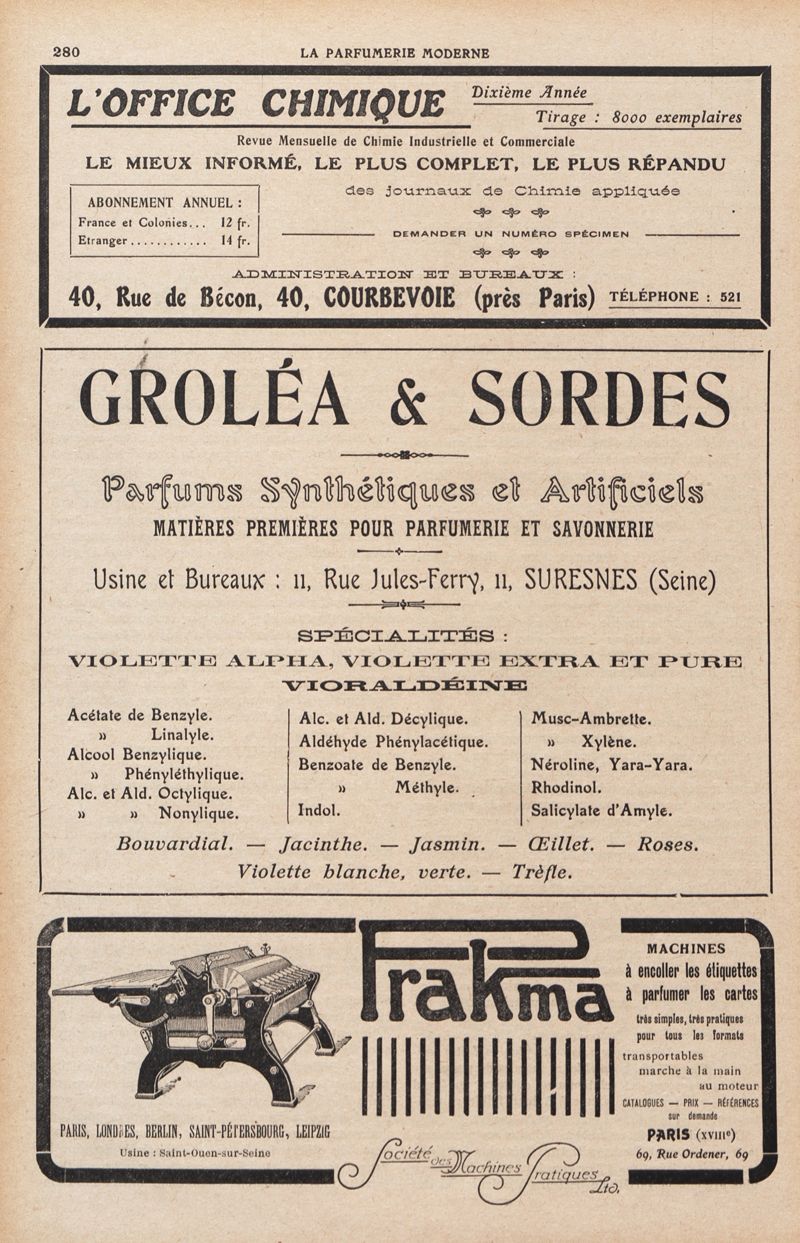 280
LA PARFUMERIE MODERNE
L'OFFICE CHIMIQUE
Dixième Année
Tirage : 8000 exemplaires
Revue Mensuelle de Chimie Industrielle et Commerciale
LE MIEUX INFORMÉ, LE PLUS COMPLET, LE PLUS RÉPANDU
des journaux de Chimie appliquée
ABONNEMENT ANNUEL :
France et Colonies... 12 fr.
Etranger ............ 14 fr.
DEMANDER UN NUMÉRO SPÉCIMEN
ADMINISTRATION ET BUREAUX :
40, Rue de Bécon, 40, COURBEVOIE (près Paris) TÉLÉPHONE : 521
GROLÉA & SORDES
Parfums Synthétiques et Artificiels
MATIÈRES PREMIÈRES POUR PARFUMERIE ET SAVONNERIE
Usine et Bureaux : 11, Rue Jules-Ferry, 11, SURESNES (Seine)
SPÉCIALITÉS :
VIOLETTE ALPHA, VIOLETTE EXTRA ET PURE
VIORALDÉINE
Acétate de Benzyle.
» Linalyle.
Alcool Benzylique.
» Phényléthylique.
Alc. et Ald. Octylique.
» » Nonylique.
Alc. et Ald. Décylique.
Aldéhyde Phénylacétique.
Benzoate de Benzyle.
» Méthyle.
Indol.
Musc-Ambrette.
» Xylène.
Néroline, Yara-Yara.
Rhodinol.
Salicylate d'Amyle.
Bouvardial. — Jacinthe. — Jasmin. — Œillet. — Roses.
Violette blanche, verte. — Trèfle.
Prakma
MACHINES
à encoller les étiquettes
à parfumer les cartes
très simples, très pratiques
pour tous les formats
transportables
marche à la main
au moteur
CATALOGUES — PRIX — RÉFÉRENCES
sur demande
PARIS (XVIIIe)
69, Rue Ordener, 69
PARIS, LONDRES, BERLIN, SAINT-PÉTERSBOURG, LEIPZIG
Usine : Saint-Ouen-sur-Seine
Société des Machines Pratiques Ltd.